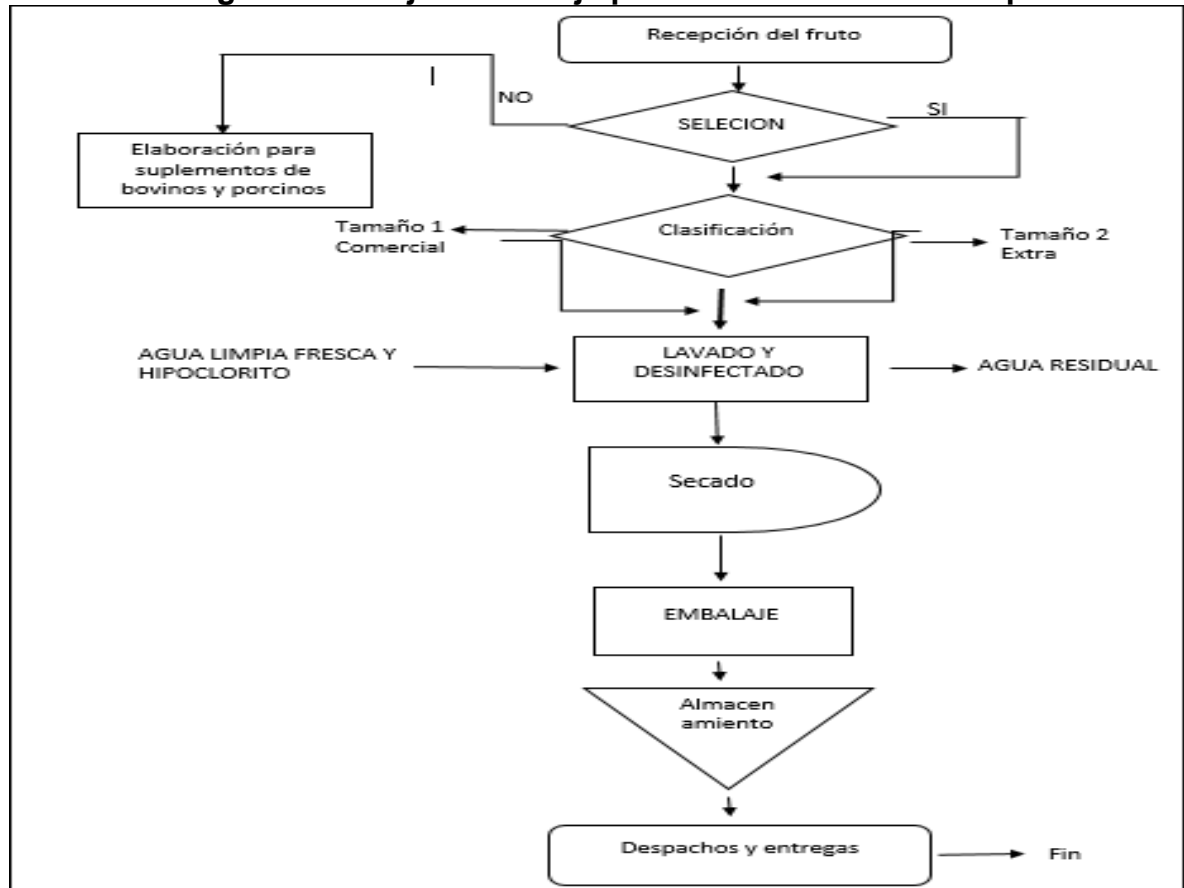 Recepción del fruto
NO
SI
SELECION
Elaboración para
suplementos de
bovinos y porcinos
Tamaño 1
Comercial
Clasificación
Tamaño 2
Extra
AGUA LIMPIA FRESCA Y
HIPOCLORITO
LAVADO Y
DESINFECTADO
AGUA RESIDUAL
Secado
EMBALAJE
Almacen
amiento
Despachos y entregas
Fin